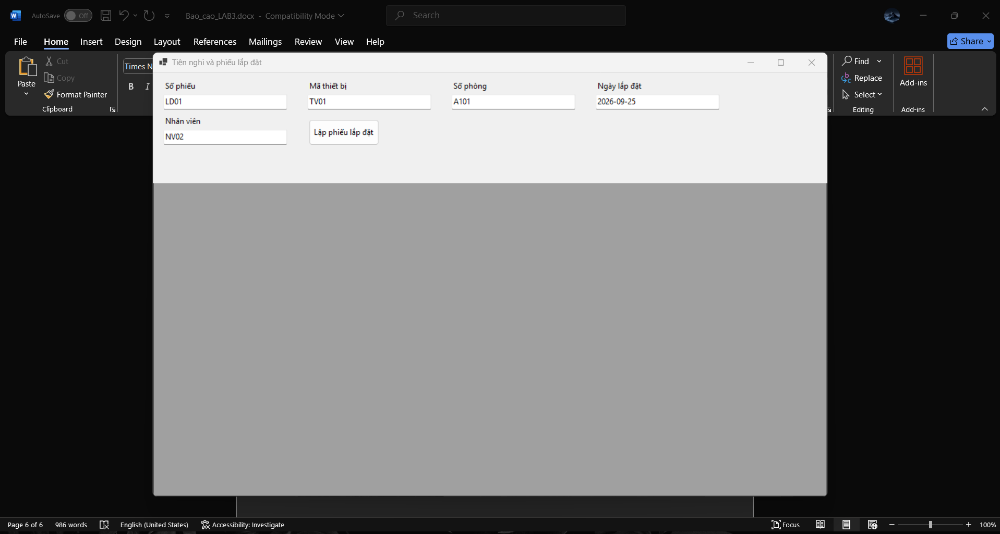 AutoSave Off Bao_cao_LAB3.docx - Compatibility Mode Search
File Home Insert Design Layout References Mailings Review View Help Share
Paste Cut Copy Format Painter Clipboard
Times N
B I
Find Replace Select Editing
Add-ins
Add-ins
Tiện nghi và phiếu lắp đặt
Số phiếu Mã thiết bị Số phòng Ngày lắp đặt
LD01 TV01 A101 2026-09-25
Nhân viên
NV02 Lập phiếu lắp đặt
Page 6 of 6 986 words English (United States) Accessibility: Investigate Focus 100%